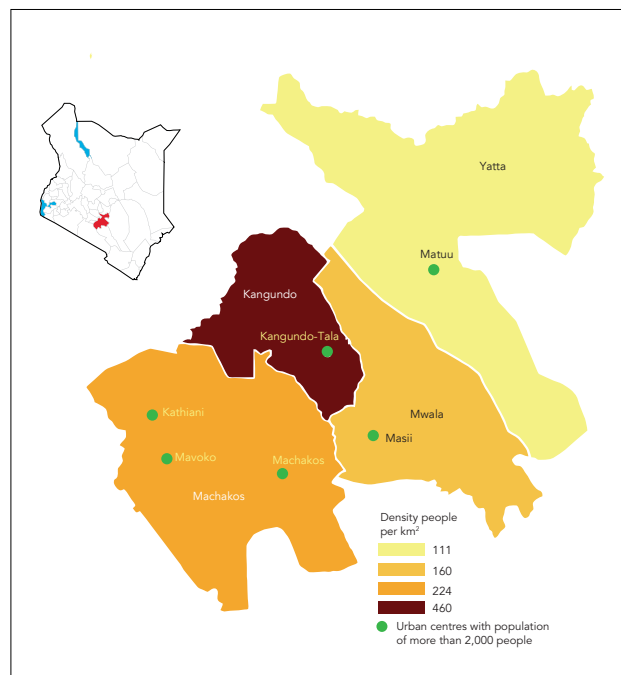 Yatta
Matuu
Kangundo
Kangundo-Tala
Mwala
Kathiani
Masii
Mavoko
Machakos
Machakos
Density people
per km²
111
160
224
460
Urban centres with population
of more than 2,000 people